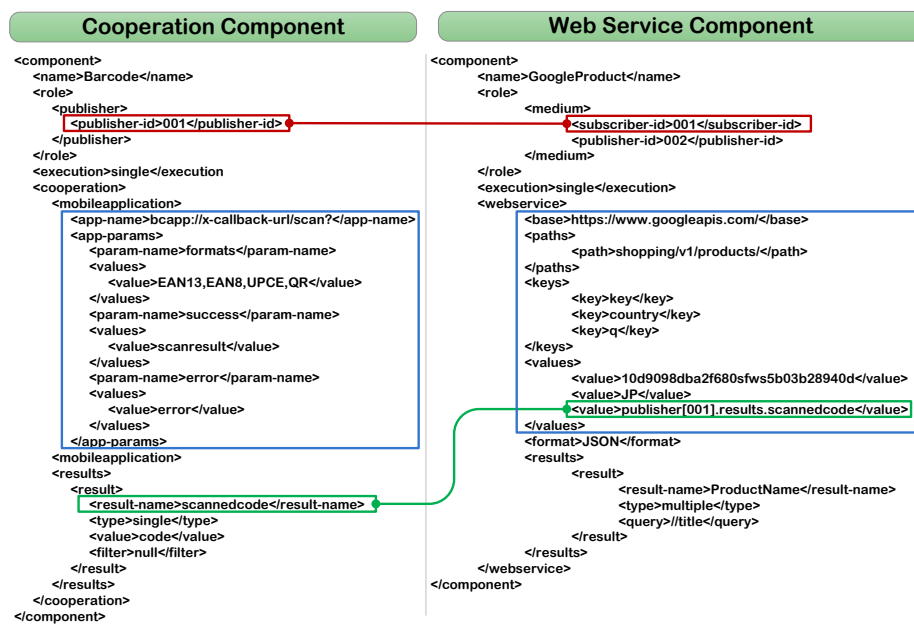 Cooperation Component
<component>
<name>Barcode</name>
<role>
<publisher>
<publisher-id>001</publisher-id>
</publisher>
</role>
<execution>single</execution
<cooperation>
<mobileapplication>
<app-name>bcapp://x-callback-url/scan?</app-name>
<app-params>
<param-name>formats</param-name>
<values>
<value>EAN13,EAN8,UPCE,QR</value>
</values>
<param-name>success</param-name>
<values>
<value>scanresult</value>
</values>
<param-name>error</param-name>
<values>
<value>error</value>
</values>
</app-params>
<mobileapplication>
<results>
<result>
<result-name>scannedcode</result-name>
<type>single</type>
<value>code</value>
<filter>null</filter>
</result>
</results>
</cooperation>
</component>
Web Service Component
<component>
<name>GoogleProduct</name>
<role>
<medium>
<subscriber-id>001</subscriber-id>
<publisher-id>002</publisher-id>
</medium>
</role>
<execution>single</execution>
<webservice>
<base>https://www.googleapis.com/</base>
<paths>
<path>shopping/v1/products/</path>
</paths>
<keys>
<key>key</key>
<key>country</key>
<key>q</key>
</keys>
<values>
<value>10d9098dba2f680sfws5b03b28940d</value>
<value>JP</value>
<value>publisher[001].results.scannedcode</value>
</values>
<format>JSON</format>
<results>
<result>
<result-name>ProductName</result-name>
<type>multiple</type>
<query>//title</query>
</result>
</results>
</webservice>
</component>